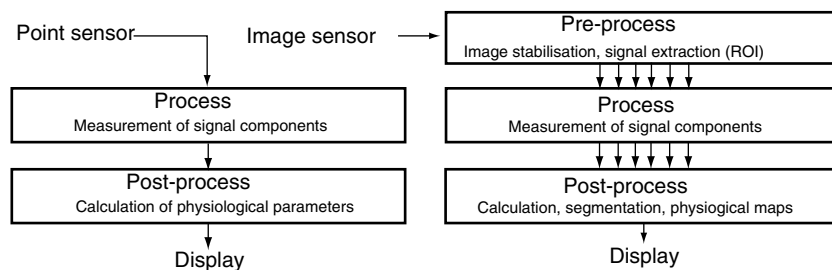 Point sensor
Process
Measurement of signal components
Post-process
Calculation of physiological parameters
Display
Image sensor
Pre-process
Image stabilisation, signal extraction (ROI)
Process
Measurement of signal components
Post-process
Calculation, segmentation, physiogical maps
Display